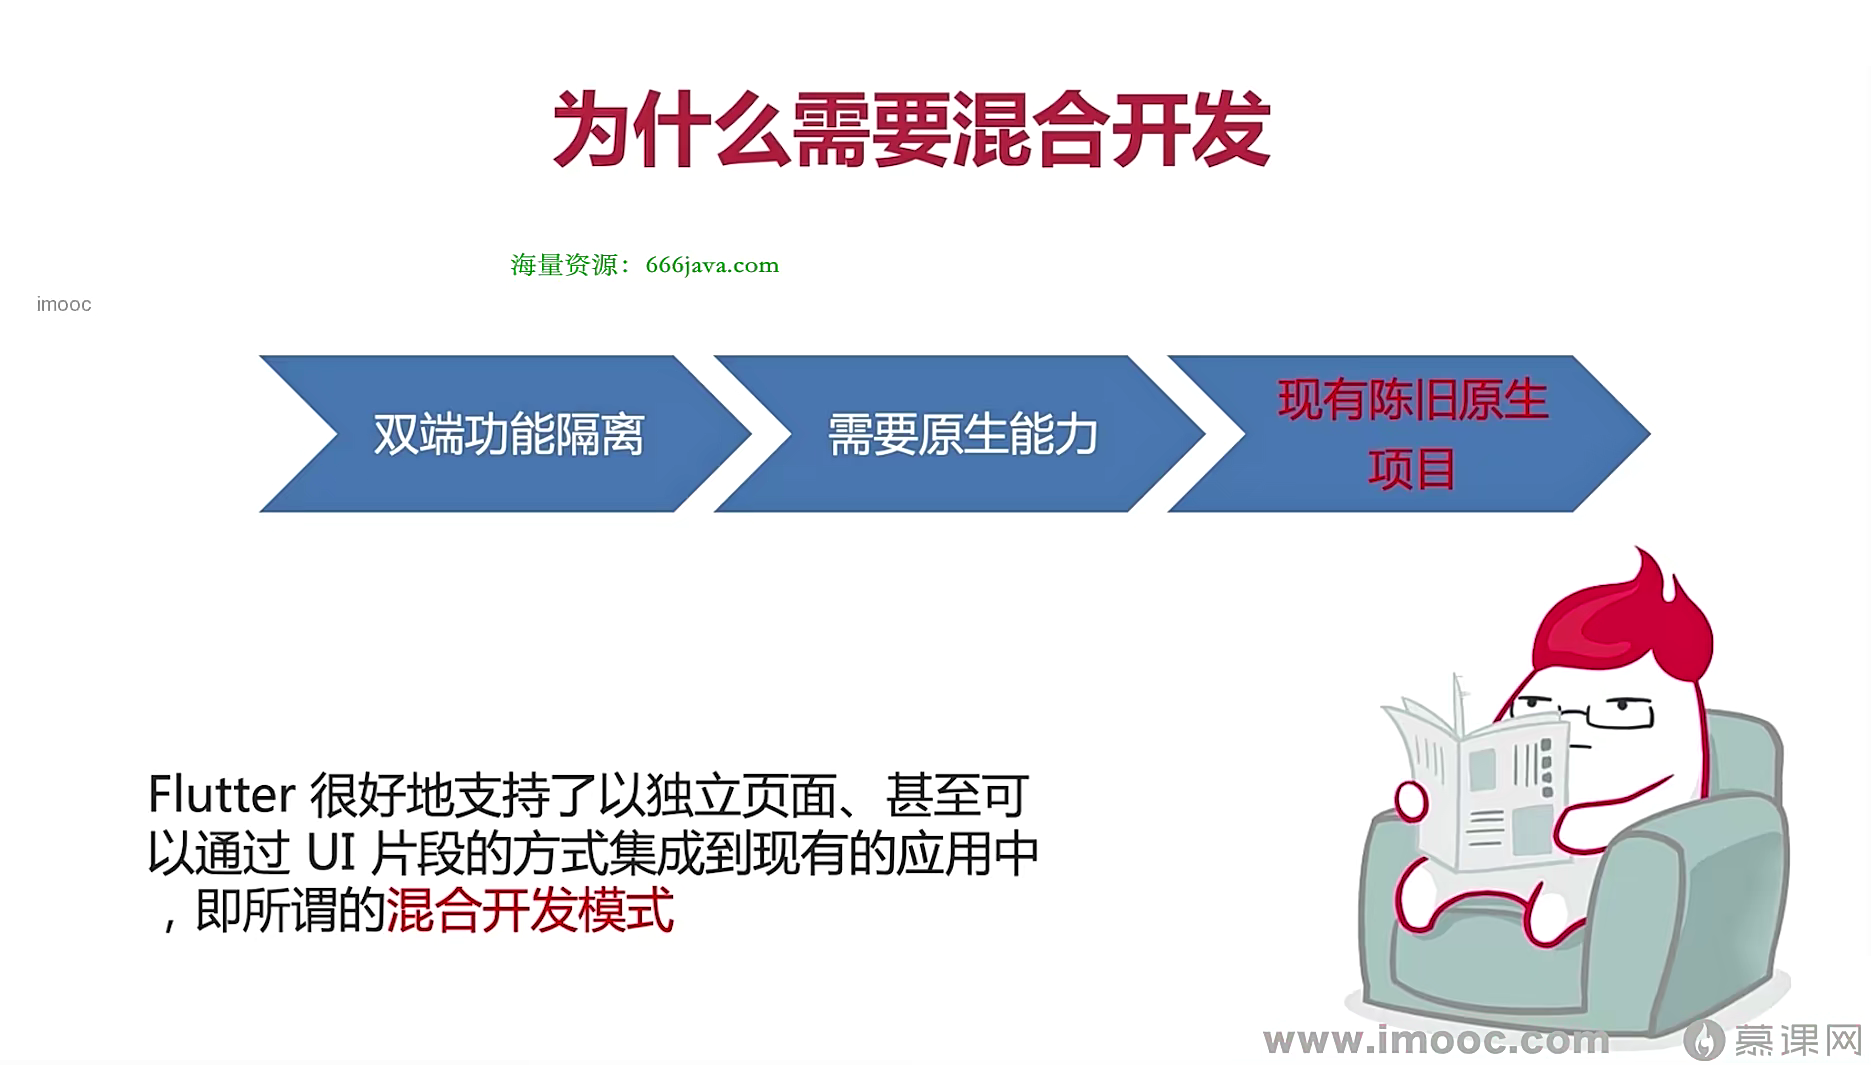 为什么需要混合开发
海量资源：666java.com
imooc
双端功能隔离
需要原生能力
现有陈旧原生
项目
Flutter 很好地支持了以独立页面、甚至可
以通过 UI 片段的方式集成到现有的应用中
，即所谓的混合开发模式
www.imooc.com
慕课网